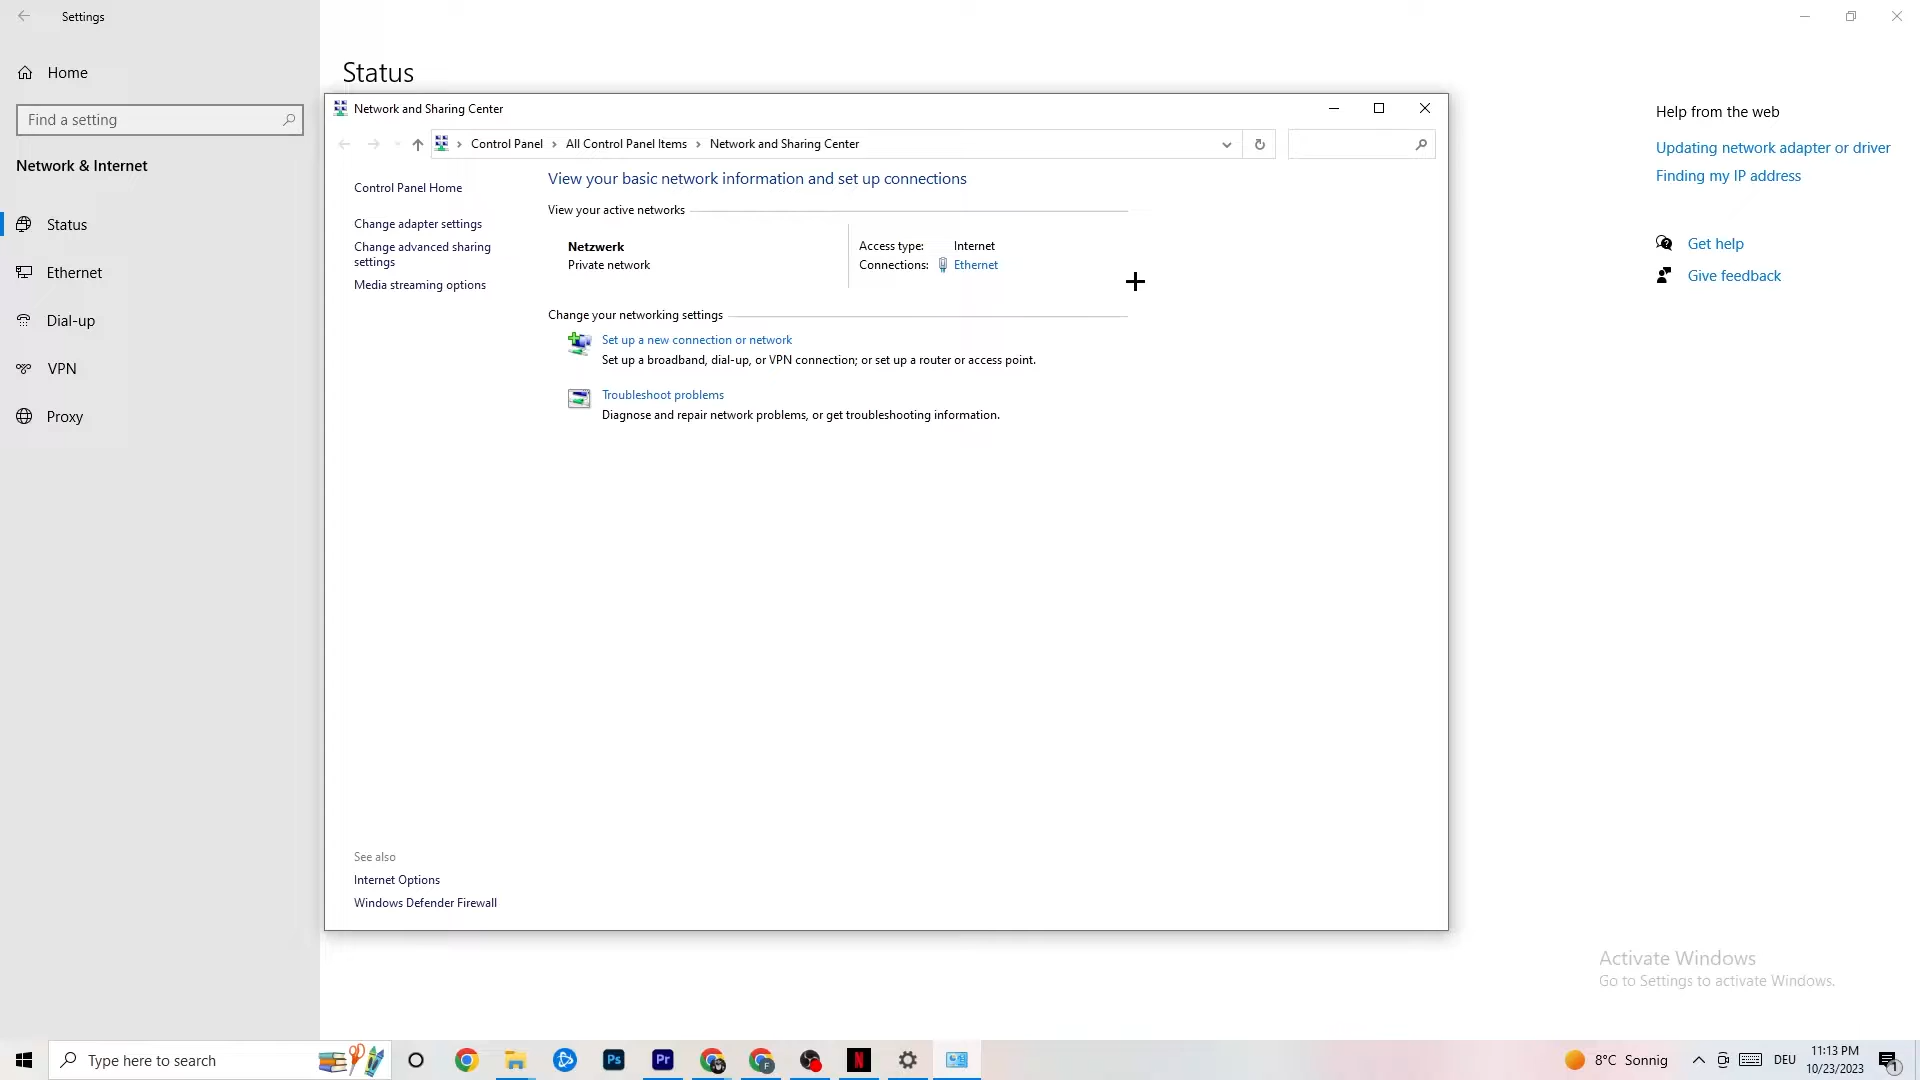 Settings
Home
Find a setting
Network & Internet
Status
Ethernet
Dial-up
VPN
Proxy
Status
Network and Sharing Center
Control Panel > All Control Panel Items > Network and Sharing Center
Control Panel Home
Change adapter settings
Change advanced sharing
settings
Media streaming options
View your basic network information and set up connections
View your active networks
Netzwerk
Private network
Access type: Internet
Connections: Ethernet
Change your networking settings
Set up a new connection or network
Set up a broadband, dial-up, or VPN connection; or set up a router or access point.
Troubleshoot problems
Diagnose and repair network problems, or get troubleshooting information.
See also
Internet Options
Windows Defender Firewall
Help from the web
Updating network adapter or driver
Finding my IP address
Get help
Give feedback
Activate Windows
Go to Settings to activate Windows.
Type here to search
Ps
Pr
F
N
8°C Sonnig
DEU
11:13 PM
10/23/2023
1